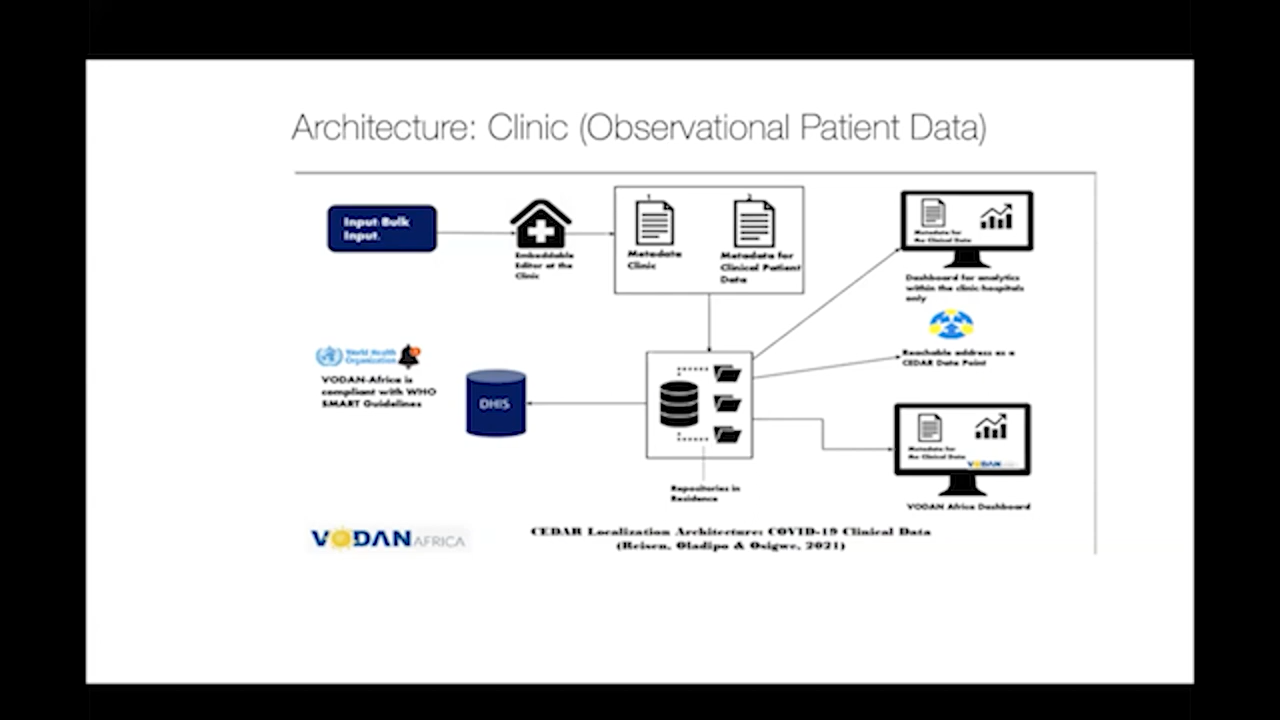 Architecture: Clinic (Observational Patient Data)
Input Bulk
Input.
Embeddable
Editor at the
Clinic
1
Metadata
Clinic
2
Metadata for
Clinical Patient
Data
Metadata for
the Clinical Data
Dashboard for analytics
within the clinic hospitals
only
Reachable address as a
CEDAR Data Point
World Health
Organization
VODAN-Africa is
compliant with WHO
SMART Guidelines
DHIS
Repositories in
Residence
Metadata for
the Clinical Data
VODAN
VODAN Africa Dashboard
VODAN AFRICA
CEDAR Localization Architecture: COVID-19 Clinical Data
(Reisen, Oladipo & Osigwe, 2021)